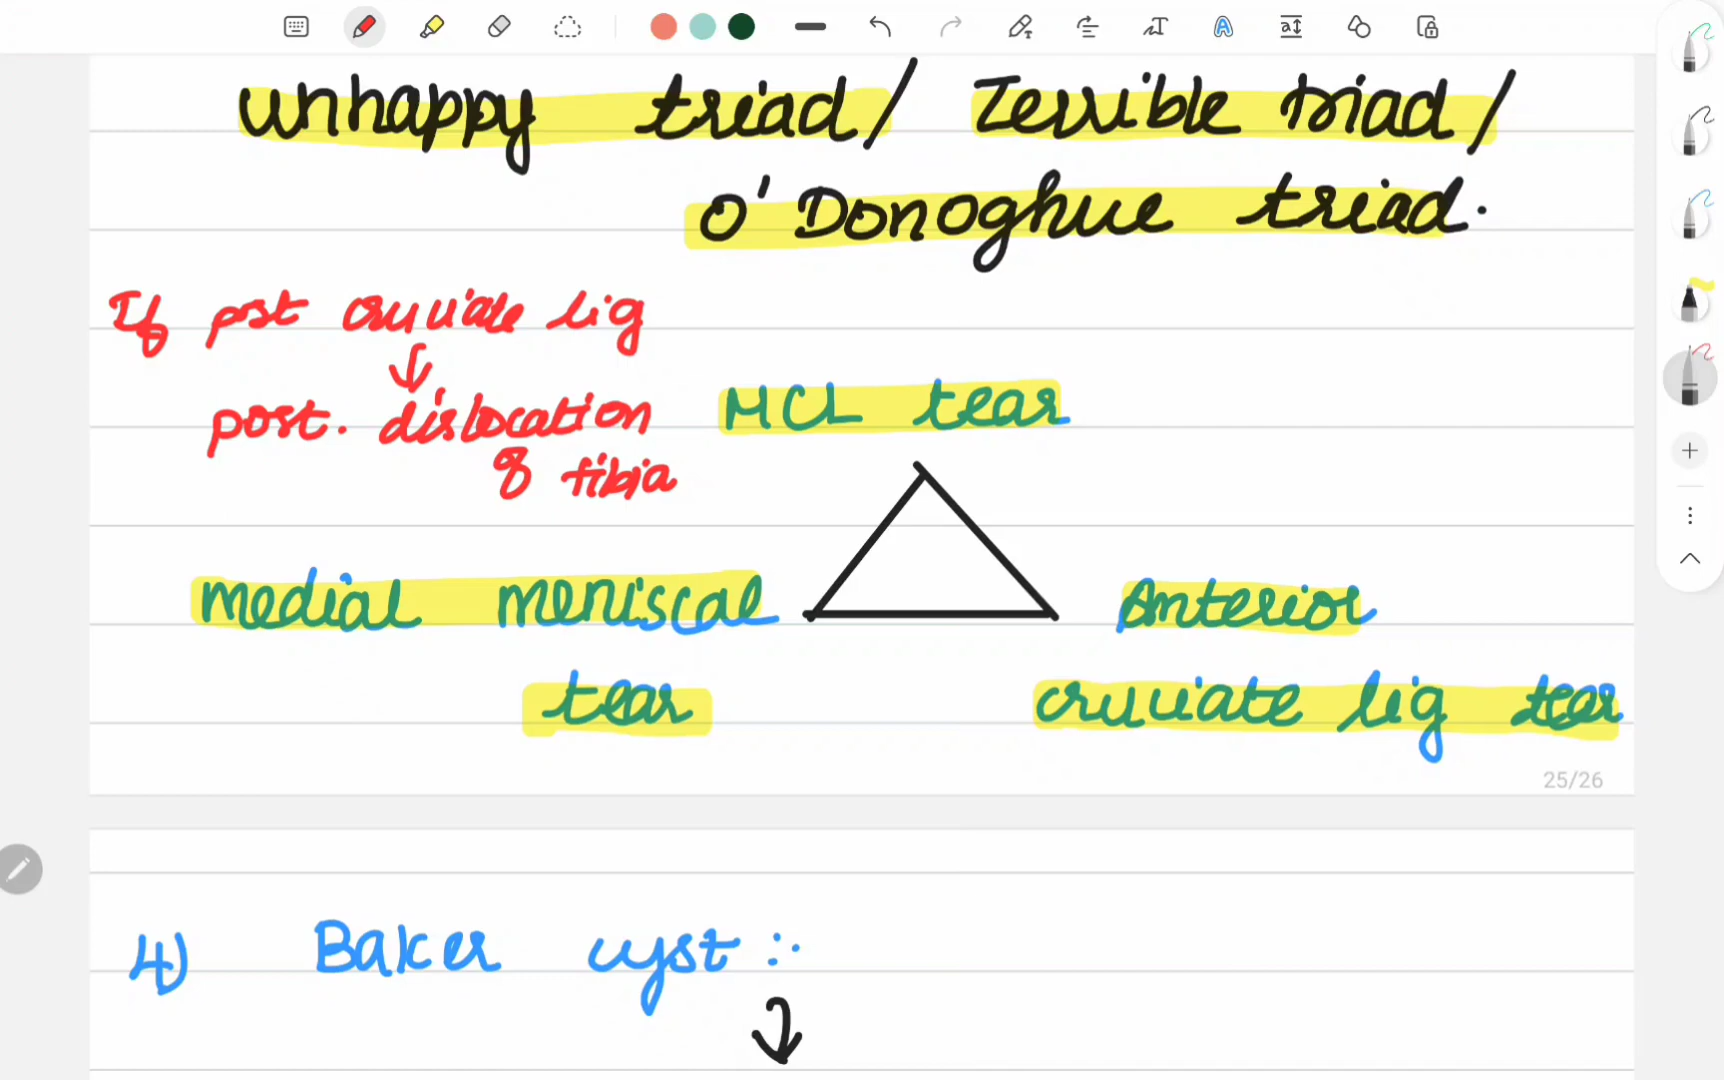 unhappy triad/ Terrible triad/
O'Donoghue triad.
If post cruciate lig
↓
post. dislocation
of tibia
MCL tear
medial meniscal
tear
Anterior
cruciate lig tear
25/26
4) Baker cyst :-
↓